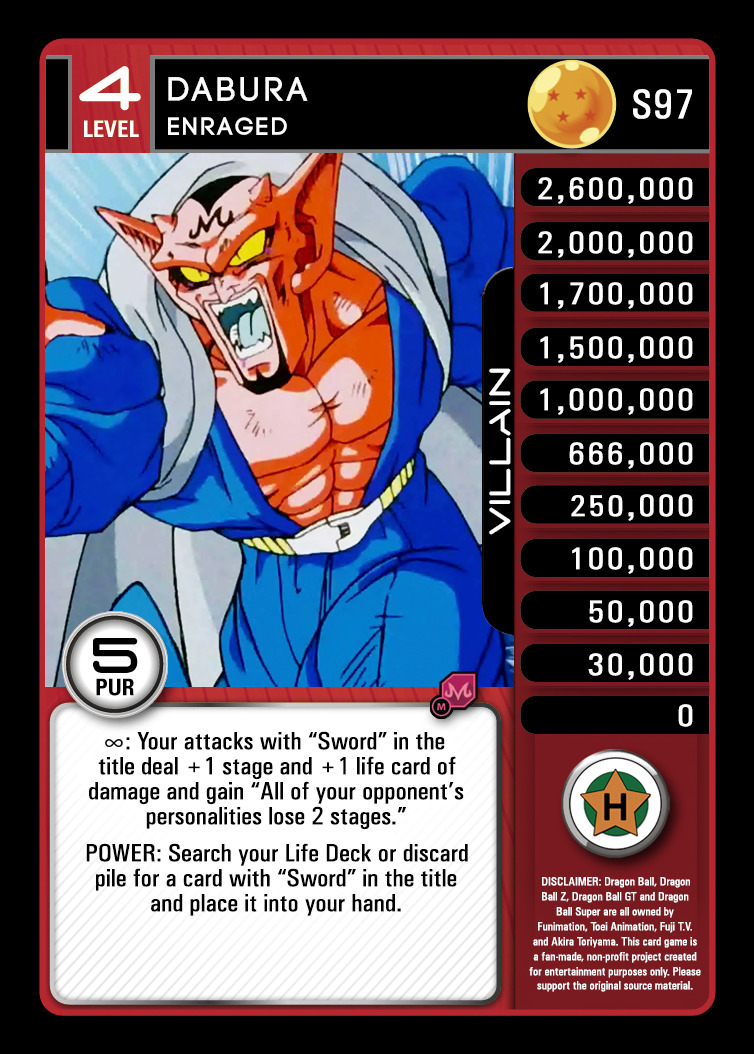 4
LEVEL
DABURA
ENRAGED
S97
2,600,000
2,000,000
1,700,000
1,500,000
1,000,000
666,000
250,000
100,000
50,000
30,000
0
VILLAIN
5
PUR
M
M
∞: Your attacks with “Sword” in the
title deal +1 stage and +1 life card of
damage and gain “All of your opponent’s
personalities lose 2 stages.”
POWER: Search your Life Deck or discard
pile for a card with “Sword” in the title
and place it into your hand.
H
DISCLAIMER: Dragon Ball, Dragon
Ball Z, Dragon Ball GT and Dragon
Ball Super are all owned by
Funimation, Toei Animation, Fuji T.V.
and Akira Toriyama. This card game is
a fan-made, non-profit project created
for entertainment purposes only. Please
support the original source material.